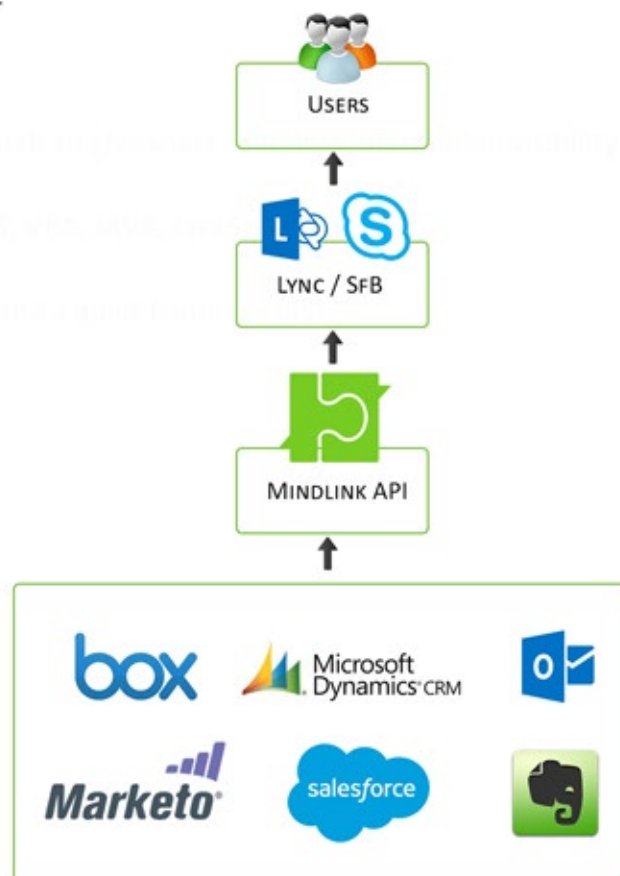 USERS
L S
LYNC / SFB
MINDLINK API
box
Microsoft
Dynamics CRM
O
Marketo
salesforce